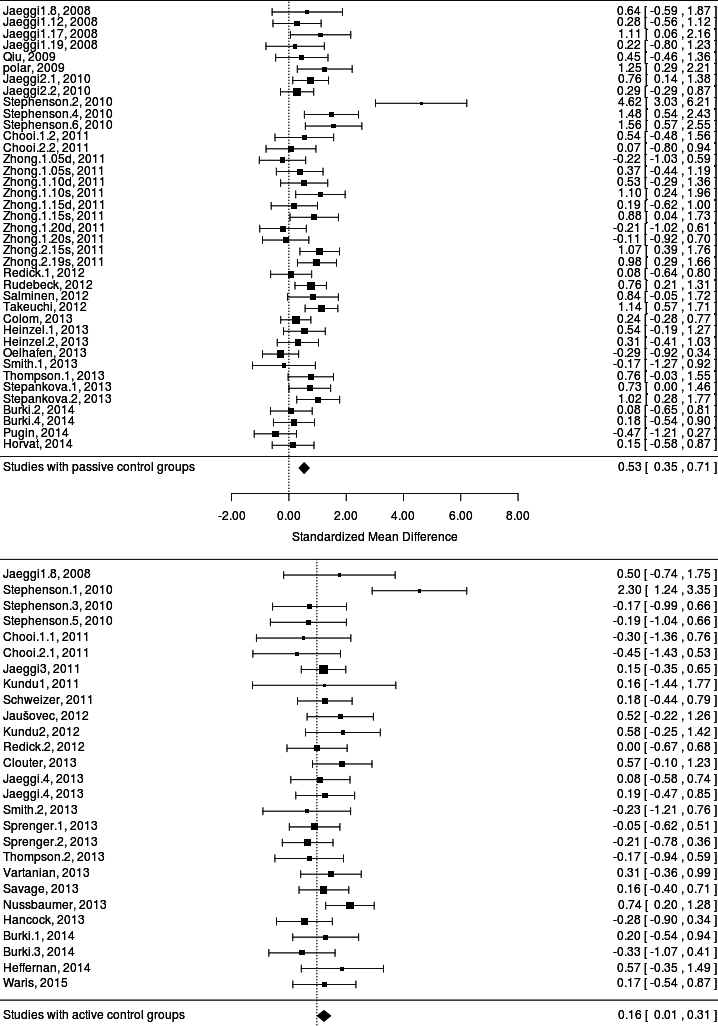 Jaeggi1.8, 2008 0.64 [ -0.59 , 1.87 ]
Jaeggi1.12, 2008 0.28 [ -0.56 , 1.12 ]
Jaeggi1.17, 2008 1.11 [ 0.06 , 2.16 ]
Jaeggi1.19, 2008 0.22 [ -0.80 , 1.23 ]
Qiu, 2009 0.45 [ -0.46 , 1.36 ]
polar, 2009 1.25 [ 0.29 , 2.21 ]
Jaeggi2.1, 2010 0.76 [ 0.14 , 1.38 ]
Jaeggi2.2, 2010 0.29 [ -0.29 , 0.87 ]
Stephenson.2, 2010 4.62 [ 3.03 , 6.21 ]
Stephenson.4, 2010 1.48 [ 0.54 , 2.43 ]
Stephenson.6, 2010 1.56 [ 0.57 , 2.55 ]
Chooi.1.2, 2011 0.54 [ -0.48 , 1.56 ]
Chooi.2.2, 2011 0.07 [ -0.80 , 0.94 ]
Zhong.1.05d, 2011 -0.22 [ -1.03 , 0.59 ]
Zhong.1.05s, 2011 0.37 [ -0.44 , 1.19 ]
Zhong.1.10d, 2011 0.53 [ -0.29 , 1.36 ]
Zhong.1.10s, 2011 1.10 [ 0.24 , 1.96 ]
Zhong.1.15d, 2011 0.19 [ -0.62 , 1.00 ]
Zhong.1.15s, 2011 0.88 [ 0.04 , 1.73 ]
Zhong.1.20d, 2011 -0.21 [ -1.02 , 0.61 ]
Zhong.1.20s, 2011 -0.11 [ -0.92 , 0.70 ]
Zhong.2.15s, 2011 1.07 [ 0.39 , 1.76 ]
Zhong.2.19s, 2011 0.98 [ 0.29 , 1.66 ]
Redick.1, 2012 0.08 [ -0.64 , 0.80 ]
Rudebeck, 2012 0.76 [ 0.21 , 1.31 ]
Salminen, 2012 0.84 [ -0.05 , 1.72 ]
Takeuchi, 2012 1.14 [ 0.57 , 1.71 ]
Colom, 2013 0.24 [ -0.28 , 0.77 ]
Heinzel.1, 2013 0.54 [ -0.19 , 1.27 ]
Heinzel.2, 2013 0.31 [ -0.41 , 1.03 ]
Oelhafen, 2013 -0.29 [ -0.92 , 0.34 ]
Smith.1, 2013 -0.17 [ -1.27 , 0.92 ]
Thompson.1, 2013 0.76 [ -0.03 , 1.55 ]
Stepankova.1, 2013 0.73 [ 0.00 , 1.46 ]
Stepankova.2, 2013 1.02 [ 0.28 , 1.77 ]
Burki.2, 2014 0.08 [ -0.65 , 0.81 ]
Burki.4, 2014 0.18 [ -0.54 , 0.90 ]
Pugin, 2014 -0.47 [ -1.21 , 0.27 ]
Horvat, 2014 0.15 [ -0.58 , 0.87 ]
Studies with passive control groups 0.53 [ 0.35 , 0.71 ]
-2.00 0.00 2.00 4.00 6.00 8.00
Standardized Mean Difference
Jaeggi1.8, 2008 0.50 [ -0.74 , 1.75 ]
Stephenson.1, 2010 2.30 [ 1.24 , 3.35 ]
Stephenson.3, 2010 -0.17 [ -0.99 , 0.66 ]
Stephenson.5, 2010 -0.19 [ -1.04 , 0.66 ]
Chooi.1.1, 2011 -0.30 [ -1.36 , 0.76 ]
Chooi.2.1, 2011 -0.45 [ -1.43 , 0.53 ]
Jaeggi3, 2011 0.15 [ -0.35 , 0.65 ]
Kundu1, 2011 0.16 [ -1.44 , 1.77 ]
Schweizer, 2011 0.18 [ -0.44 , 0.79 ]
Jaušovec, 2012 0.52 [ -0.22 , 1.26 ]
Kundu2, 2012 0.58 [ -0.25 , 1.42 ]
Redick.2, 2012 0.00 [ -0.67 , 0.68 ]
Clouter, 2013 0.57 [ -0.10 , 1.23 ]
Jaeggi.4, 2013 0.08 [ -0.58 , 0.74 ]
Jaeggi.4, 2013 0.19 [ -0.47 , 0.85 ]
Smith.2, 2013 -0.23 [ -1.21 , 0.76 ]
Sprenger.1, 2013 -0.05 [ -0.62 , 0.51 ]
Sprenger.2, 2013 -0.21 [ -0.78 , 0.36 ]
Thompson.2, 2013 -0.17 [ -0.94 , 0.59 ]
Vartanian, 2013 0.31 [ -0.36 , 0.99 ]
Savage, 2013 0.16 [ -0.40 , 0.71 ]
Nussbaumer, 2013 0.74 [ 0.20 , 1.28 ]
Hancock, 2013 -0.28 [ -0.90 , 0.34 ]
Burki.1, 2014 0.20 [ -0.54 , 0.94 ]
Burki.3, 2014 -0.33 [ -1.07 , 0.41 ]
Heffernan, 2014 0.57 [ -0.35 , 1.49 ]
Waris, 2015 0.17 [ -0.54 , 0.87 ]
Studies with active control groups 0.16 [ 0.01 , 0.31 ]